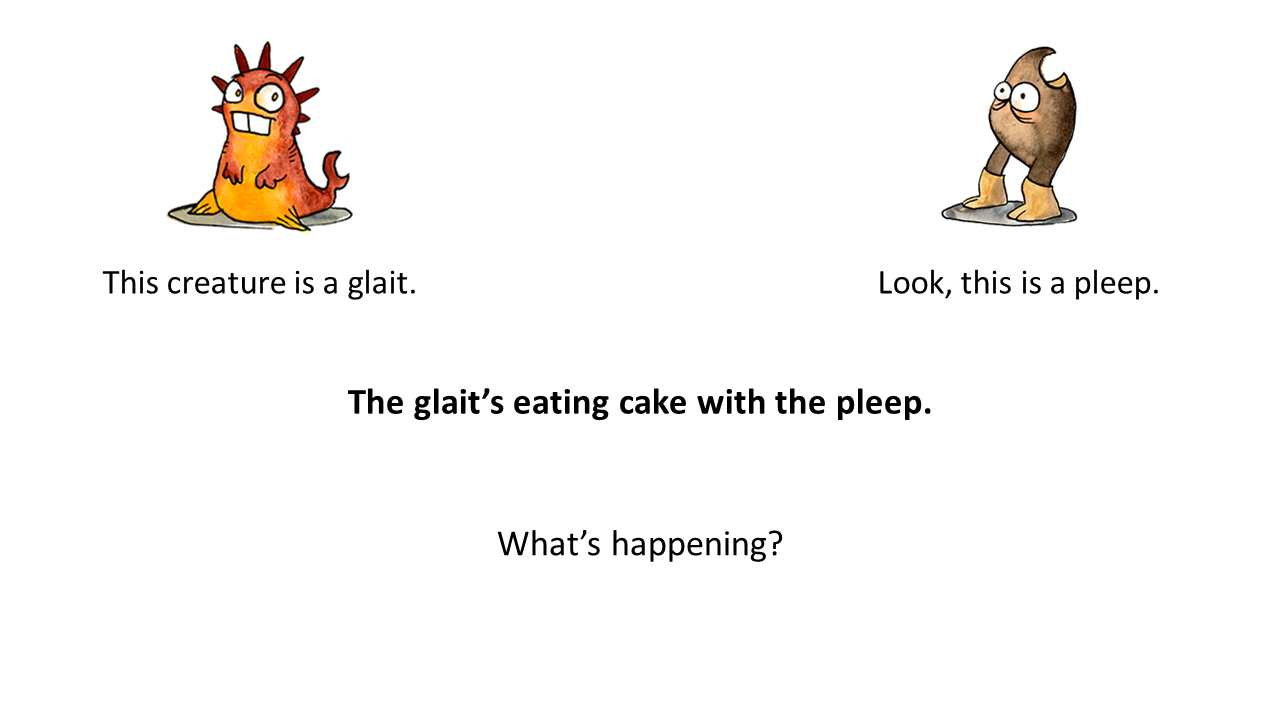 This creature is a glait.
Look, this is a pleep.
The glait’s eating cake with the pleep.
What’s happening?